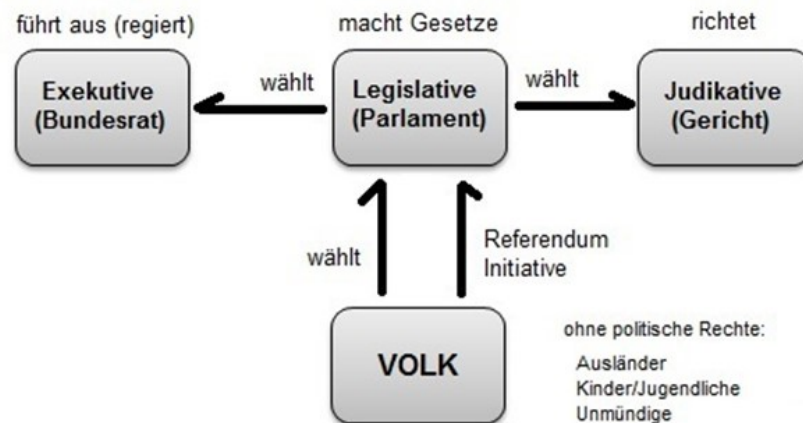 führt aus (regiert)
macht Gesetze
richtet
Exekutive
(Bundesrat)
wählt
Legislative
(Parlament)
wählt
Judikative
(Gericht)
wählt
Referendum
Initiative
VOLK
ohne politische Rechte:
Ausländer
Kinder/Jugendliche
Unmündige